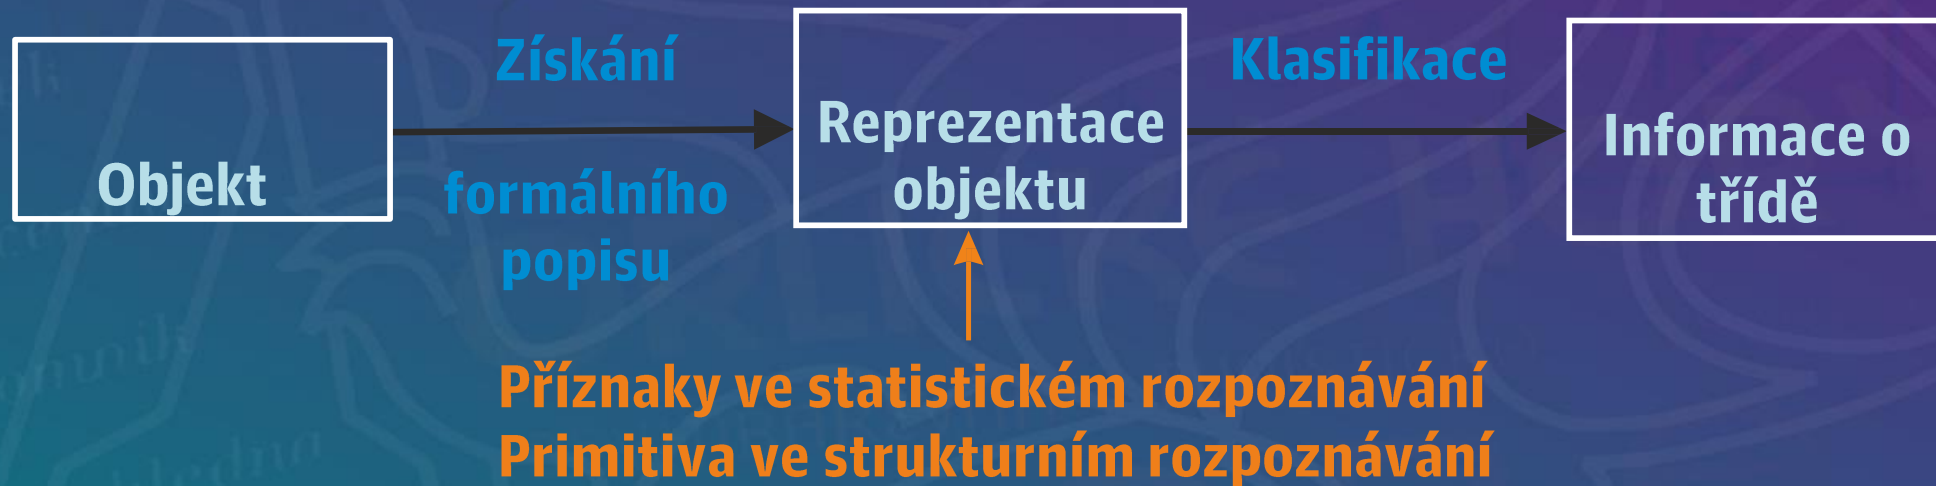 Objekt
Získání
formálního
popisu
Reprezentace
objektu
Klasifikace
Informace o
třídě
Příznaky ve statistickém rozpoznávání
Primitiva ve strukturním rozpoznávání